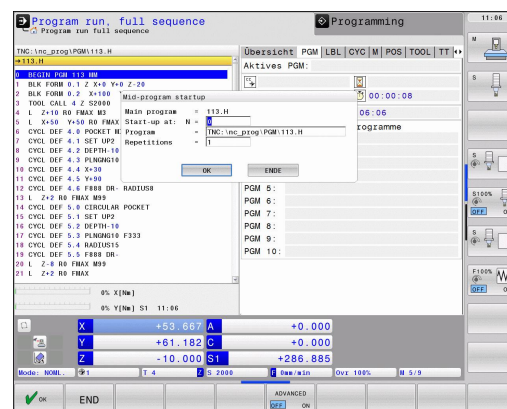 Program run, full sequence
Program run full sequence
Programming
11:06
TNC:\nc_prog\PGM\113.H
→113.H
0 BEGIN PGM 113 MM
1 BLK FORM 0.1 Z X+0 Y+0 Z-20
2 BLK FORM 0.2 X+100
3 TOOL CALL 4 Z S2000
4 L Z+10 R0 FMAX M3
5 L X+50 Y+50 R0 FMAX
6 CYCL DEF 4.0 POCKET
7 CYCL DEF 4.1 SET UP2
8 CYCL DEF 4.2 DEPTH-10
9 CYCL DEF 4.3 PLNGNG10
10 CYCL DEF 4.4 X+30
11 CYCL DEF 4.5 Y+90
12 CYCL DEF 4.6 F888 DR- RADIUS8
13 L Z+2 R0 FMAX M99
14 CYCL DEF 5.0 CIRCULAR POCKET
15 CYCL DEF 5.1 SET UP2
16 CYCL DEF 5.2 DEPTH-10
17 CYCL DEF 5.3 PLNGNG10 F333
18 CYCL DEF 5.4 RADIUS15
19 CYCL DEF 5.5 F888 DR-
20 L Z-8 R0 FMAX M99
21 L Z+2 R0 FMAX
Übersicht PGM LBL CYC M POS TOOL TT
Aktives PGM:
00:00:08
06:06
rogramme
PGM 5:
PGM 6:
PGM 7:
PGM 8:
PGM 9:
PGM 10:
Mid-program startup
Main program = 113.H
Start-up at: N = 0
Program = TNC:\nc_prog\PGM\113.H
Repetitions = 1
OK ENDE
0% X[Nm]
0% Y[Nm] S1 11:06
X +53.667 A +0.000
Y +61.182 C +0.000
Z -10.000 S1 +286.885
Mode: NOML. 1 T 4 Z S 2000 F 0mm/min Ovr 100% M 5/9
OK END
ADVANCED
OFF ON
M
S
S
S100%
OFF
S
F100%
OFF